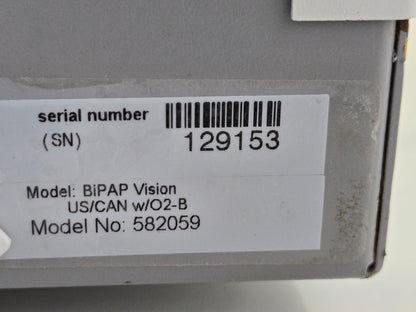 serial number
(SN) 129153
Model: BiPAP Vision
US/CAN w/O2-B
Model No: 582059